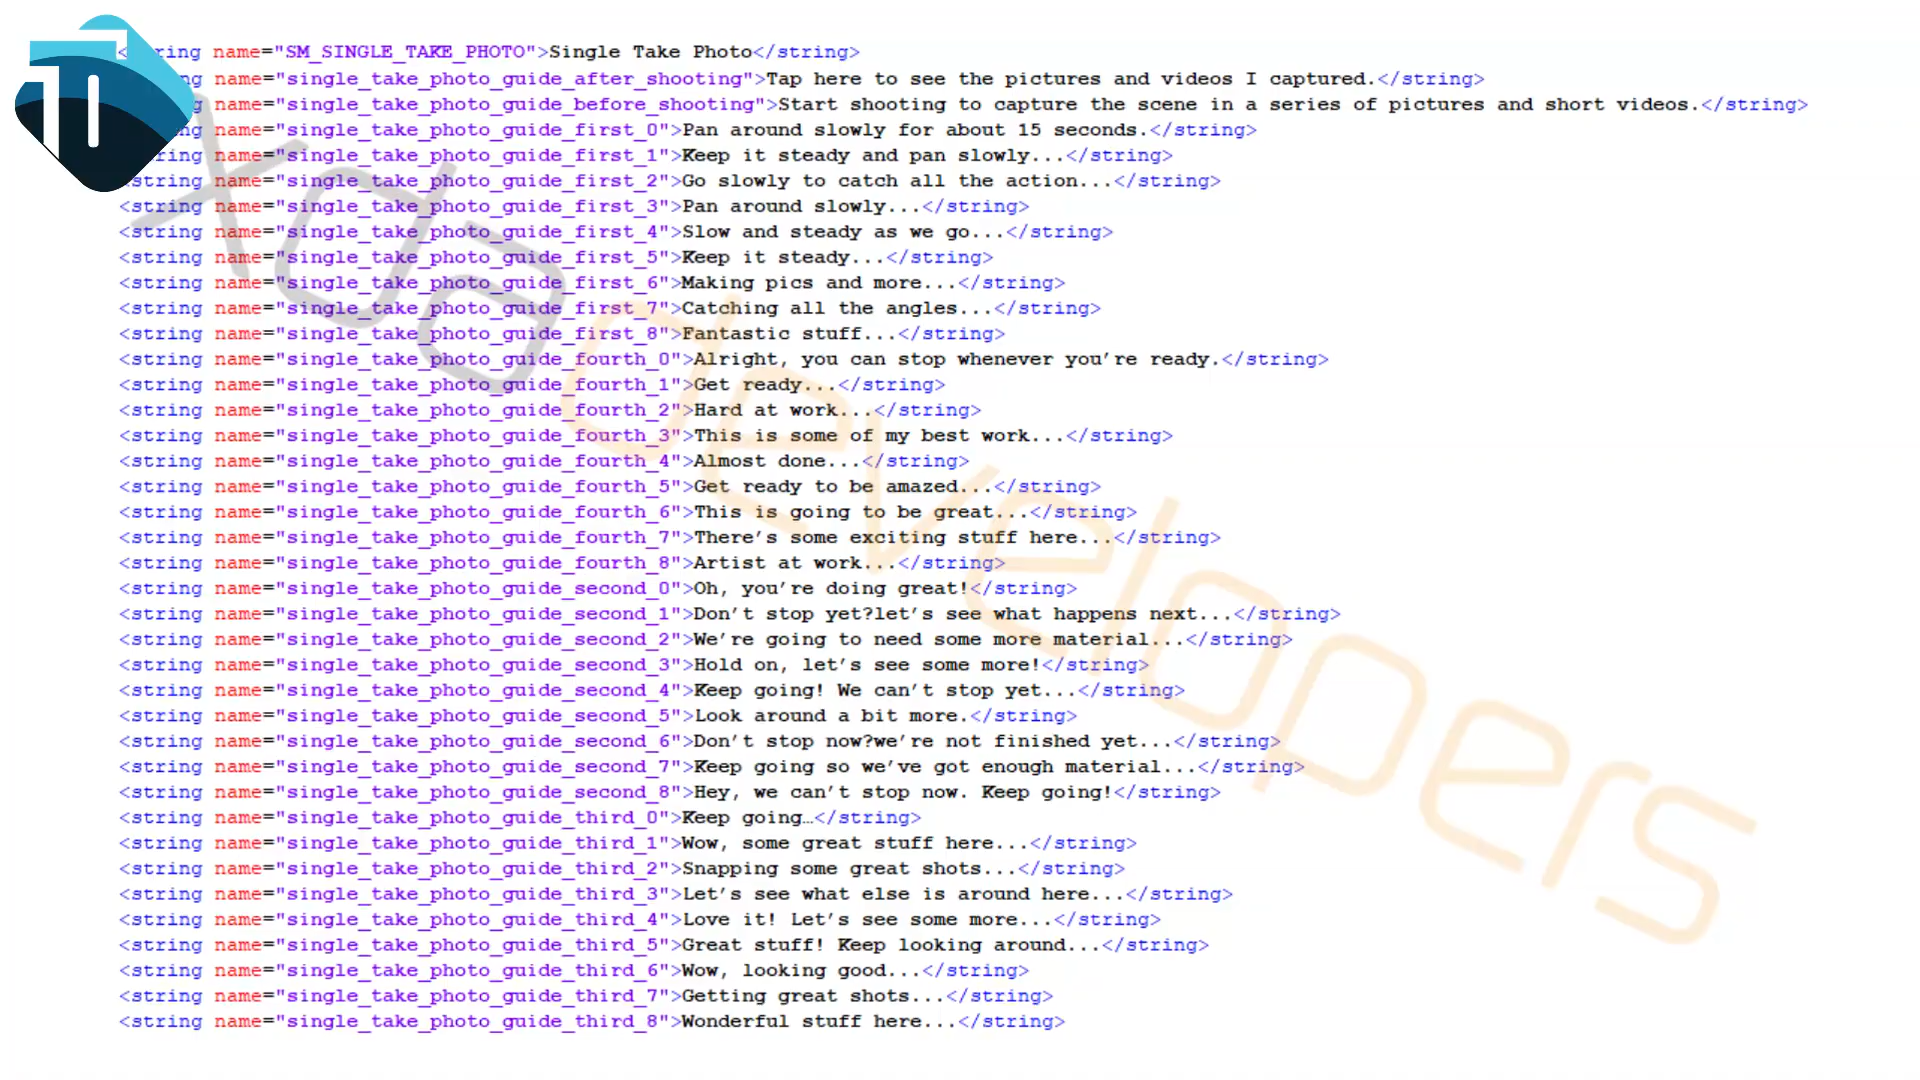 <string name="SM_SINGLE_TAKE_PHOTO">Single Take Photo</string>
name="single_take_photo_guide_after_shooting">Tap here to see the pictures and videos I captured.</string>
name="single_take_photo_guide_before_shooting">Start shooting to capture the scene in a series of pictures and short videos.</string>
name="single_take_photo_guide_first_0">Pan around slowly for about 15 seconds.</string>
name="single_take_photo_guide_first_1">Keep it steady and pan slowly...</string>
<string name="single_take_photo_guide_first_2">Go slowly to catch all the action...</string>
<string name="single_take_photo_guide_first_3">Pan around slowly...</string>
<string name="single_take_photo_guide_first_4">Slow and steady as we go...</string>
<string name="single_take_photo_guide_first_5">Keep it steady...</string>
<string name="single_take_photo_guide_first_6">Making pics and more...</string>
<string name="single_take_photo_guide_first_7">Catching all the angles...</string>
<string name="single_take_photo_guide_first_8">Fantastic stuff...</string>
<string name="single_take_photo_guide_fourth_0">Alright, you can stop whenever you’re ready.</string>
<string name="single_take_photo_guide_fourth_1">Get ready...</string>
<string name="single_take_photo_guide_fourth_2">Hard at work...</string>
<string name="single_take_photo_guide_fourth_3">This is some of my best work...</string>
<string name="single_take_photo_guide_fourth_4">Almost done...</string>
<string name="single_take_photo_guide_fourth_5">Get ready to be amazed...</string>
<string name="single_take_photo_guide_fourth_6">This is going to be great...</string>
<string name="single_take_photo_guide_fourth_7">There’s some exciting stuff here...</string>
<string name="single_take_photo_guide_fourth_8">Artist at work...</string>
<string name="single_take_photo_guide_second_0">Oh, you’re doing great!</string>
<string name="single_take_photo_guide_second_1">Don’t stop yet?let’s see what happens next...</string>
<string name="single_take_photo_guide_second_2">We’re going to need some more material...</string>
<string name="single_take_photo_guide_second_3">Hold on, let’s see some more!</string>
<string name="single_take_photo_guide_second_4">Keep going! We can’t stop yet...</string>
<string name="single_take_photo_guide_second_5">Look around a bit more.</string>
<string name="single_take_photo_guide_second_6">Don’t stop now?we’re not finished yet...</string>
<string name="single_take_photo_guide_second_7">Keep going so we’ve got enough material...</string>
<string name="single_take_photo_guide_second_8">Hey, we can’t stop now. Keep going!</string>
<string name="single_take_photo_guide_third_0">Keep going…</string>
<string name="single_take_photo_guide_third_1">Wow, some great stuff here...</string>
<string name="single_take_photo_guide_third_2">Snapping some great shots...</string>
<string name="single_take_photo_guide_third_3">Let’s see what else is around here...</string>
<string name="single_take_photo_guide_third_4">Love it! Let’s see some more...</string>
<string name="single_take_photo_guide_third_5">Great stuff! Keep looking around...</string>
<string name="single_take_photo_guide_third_6">Wow, looking good...</string>
<string name="single_take_photo_guide_third_7">Getting great shots...</string>
<string name="single_take_photo_guide_third_8">Wonderful stuff here...</string>
xdadevelopers